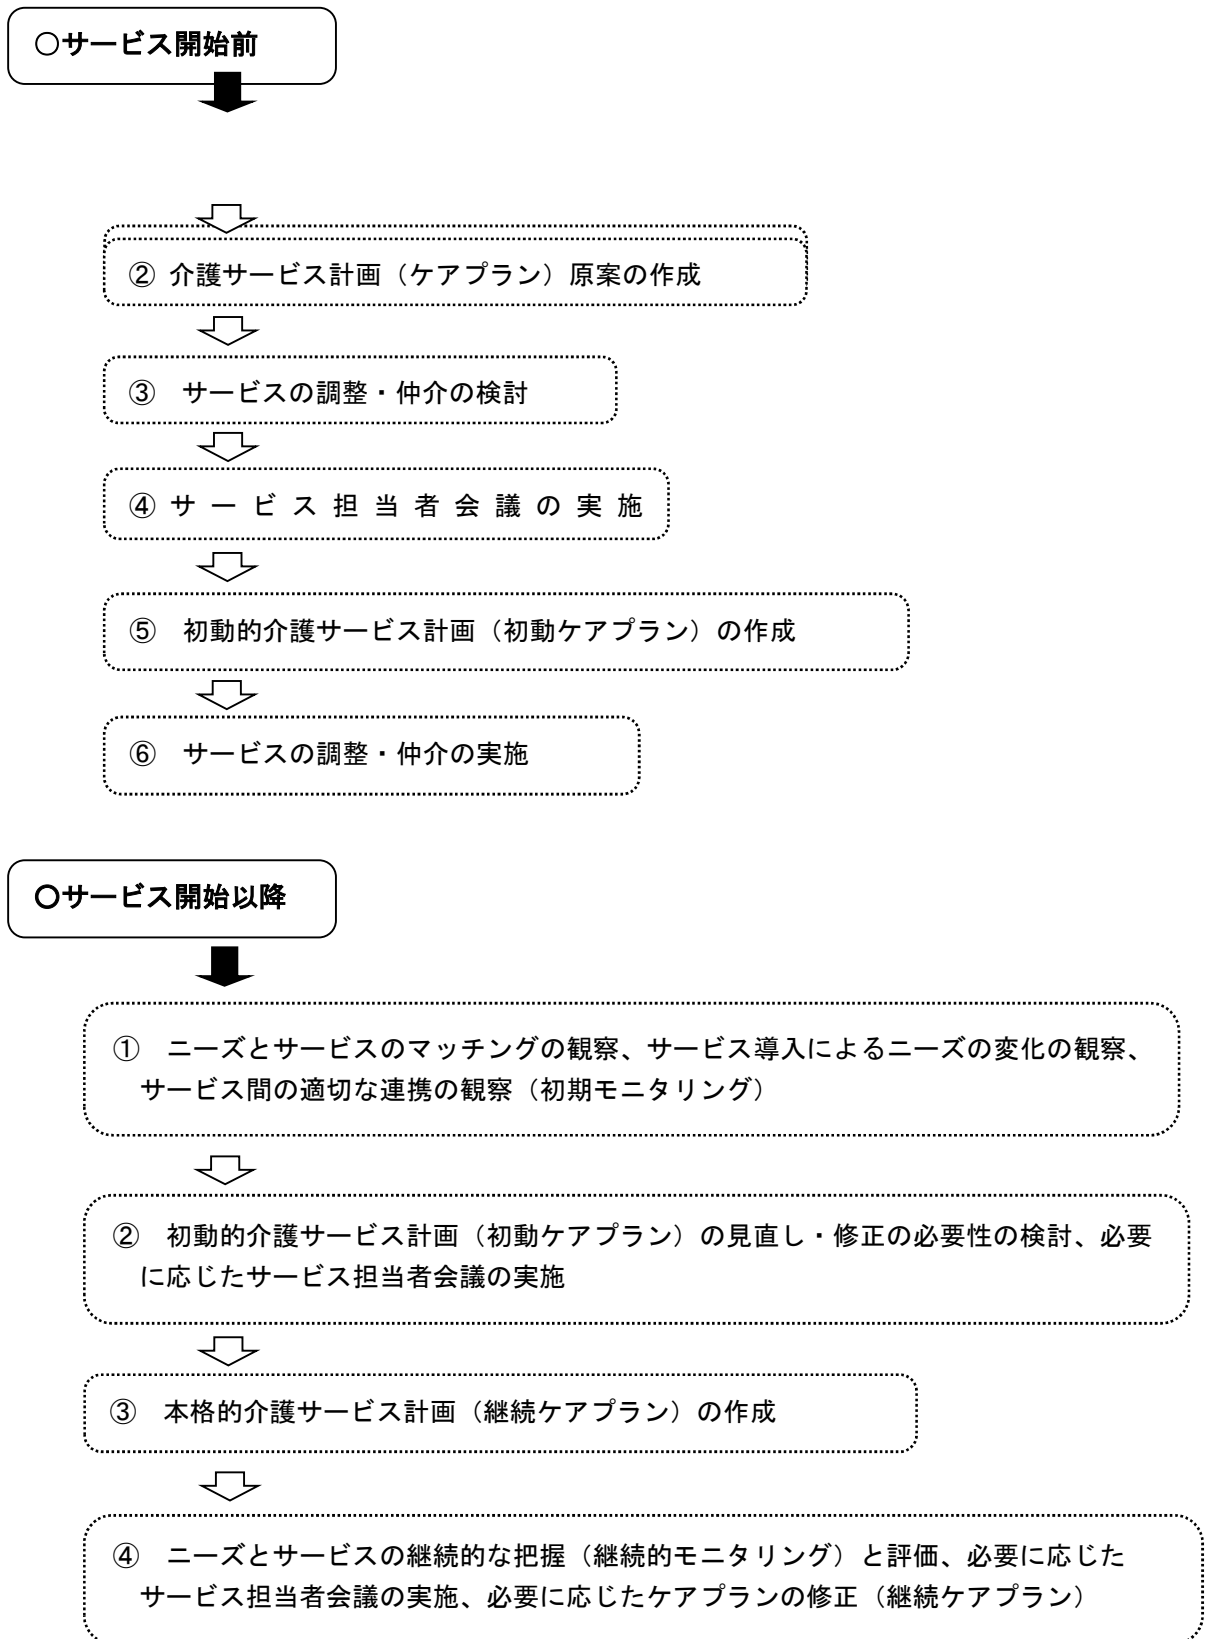 ○サービス開始前
② 介護サービス計画（ケアプラン）原案の作成
③　サービスの調整・仲介の検討
④ サービス担当者会議の実施
⑤　初動的介護サービス計画（初動ケアプラン）の作成
⑥　サービスの調整・仲介の実施
○サービス開始以降
①　ニーズとサービスのマッチングの観察、サービス導入によるニーズの変化の観察、
サービス間の適切な連携の観察（初期モニタリング）
②　初動的介護サービス計画（初動ケアプラン）の見直し・修正の必要性の検討、必要
に応じたサービス担当者会議の実施
③　本格的介護サービス計画（継続ケアプラン）の作成
④　ニーズとサービスの継続的な把握（継続的モニタリング）と評価、必要に応じた
サービス担当者会議の実施、必要に応じたケアプランの修正（継続ケアプラン）